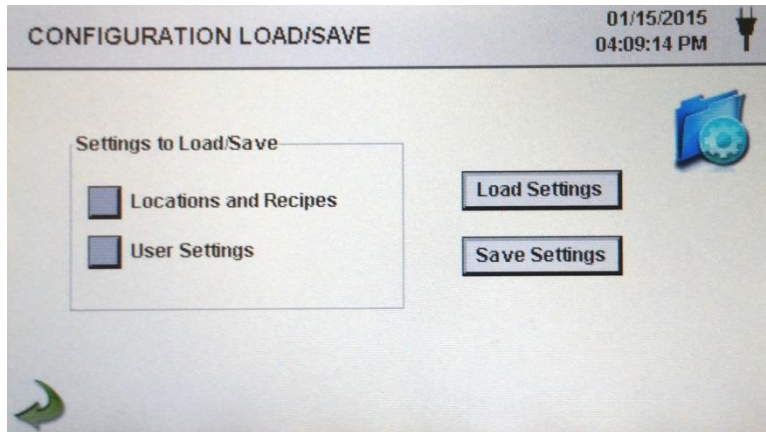 CONFIGURATION LOAD/SAVE
01/15/2015
04:09:14 PM
Settings to Load/Save
Locations and Recipes
User Settings
Load Settings
Save Settings